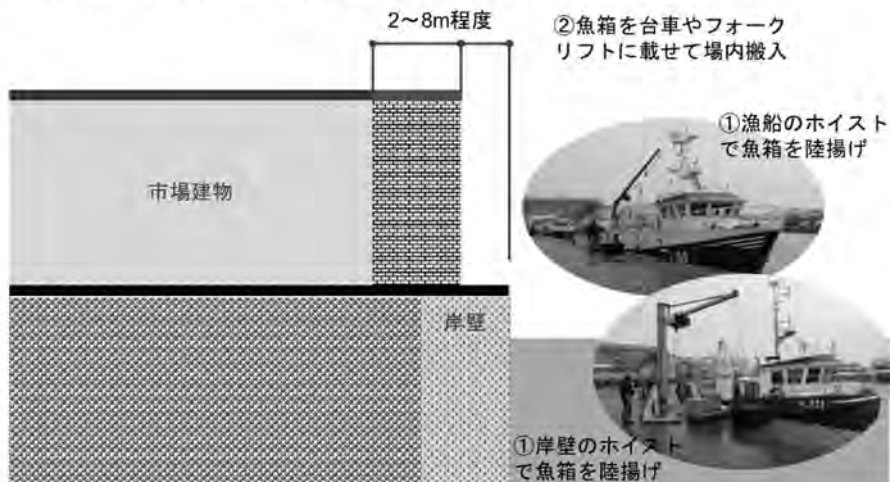 2～8m程度
②魚箱を台車やフォーク
リフトに載せて場内搬入
①漁船のホイスト
で魚箱を陸揚げ
市場建物
岸壁
①岸壁のホイスト
で魚箱を陸揚げ